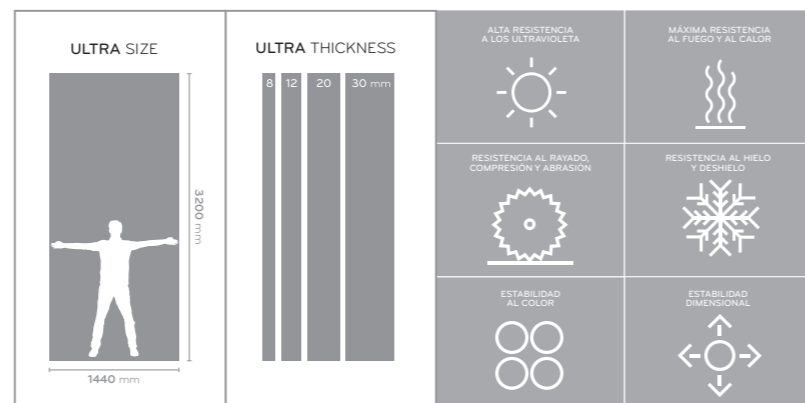 ULTRA SIZE
3200 mm
1440 mm
ULTRA THICKNESS
8 12 20 30 mm
ALTA RESISTENCIA
A LOS ULTRAVIOLETA
MÁXIMA RESISTENCIA
AL FUEGO Y AL CALOR
RESISTENCIA AL RAYADO,
COMPRESIÓN Y ABRASIÓN
RESISTENCIA AL HIELO
Y DESHIELO
ESTABILIDAD
AL COLOR
ESTABILIDAD
DIMENSIONAL